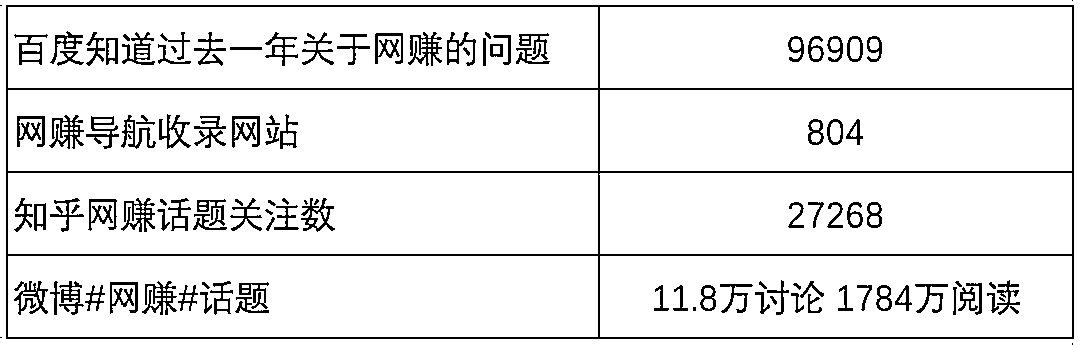 百度知道过去一年关于网赚的问题 96909
网赚导航收录网站 804
知乎网赚话题关注数 27268
微博#网赚#话题 11.8万讨论 1784万阅读